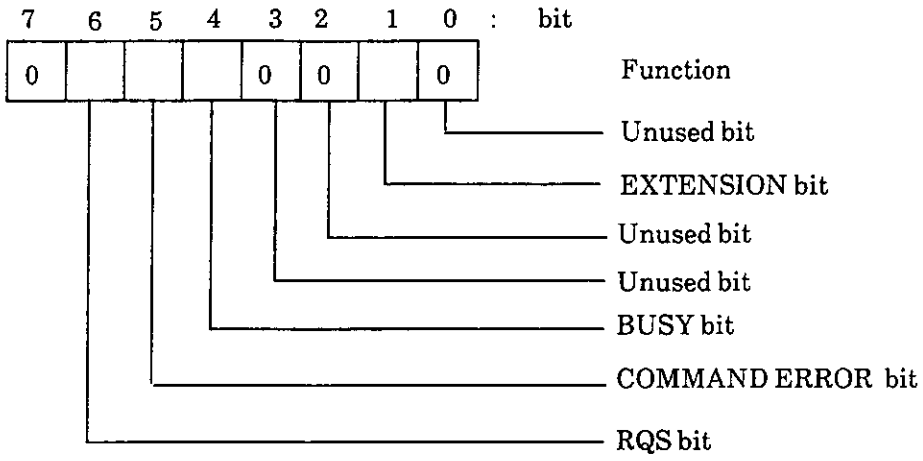 7 6 5 4 3 2 1 0 : bit
0 0 0 0 Function
Unused bit
EXTENSION bit
Unused bit
Unused bit
BUSY bit
COMMAND ERROR bit
RQS bit